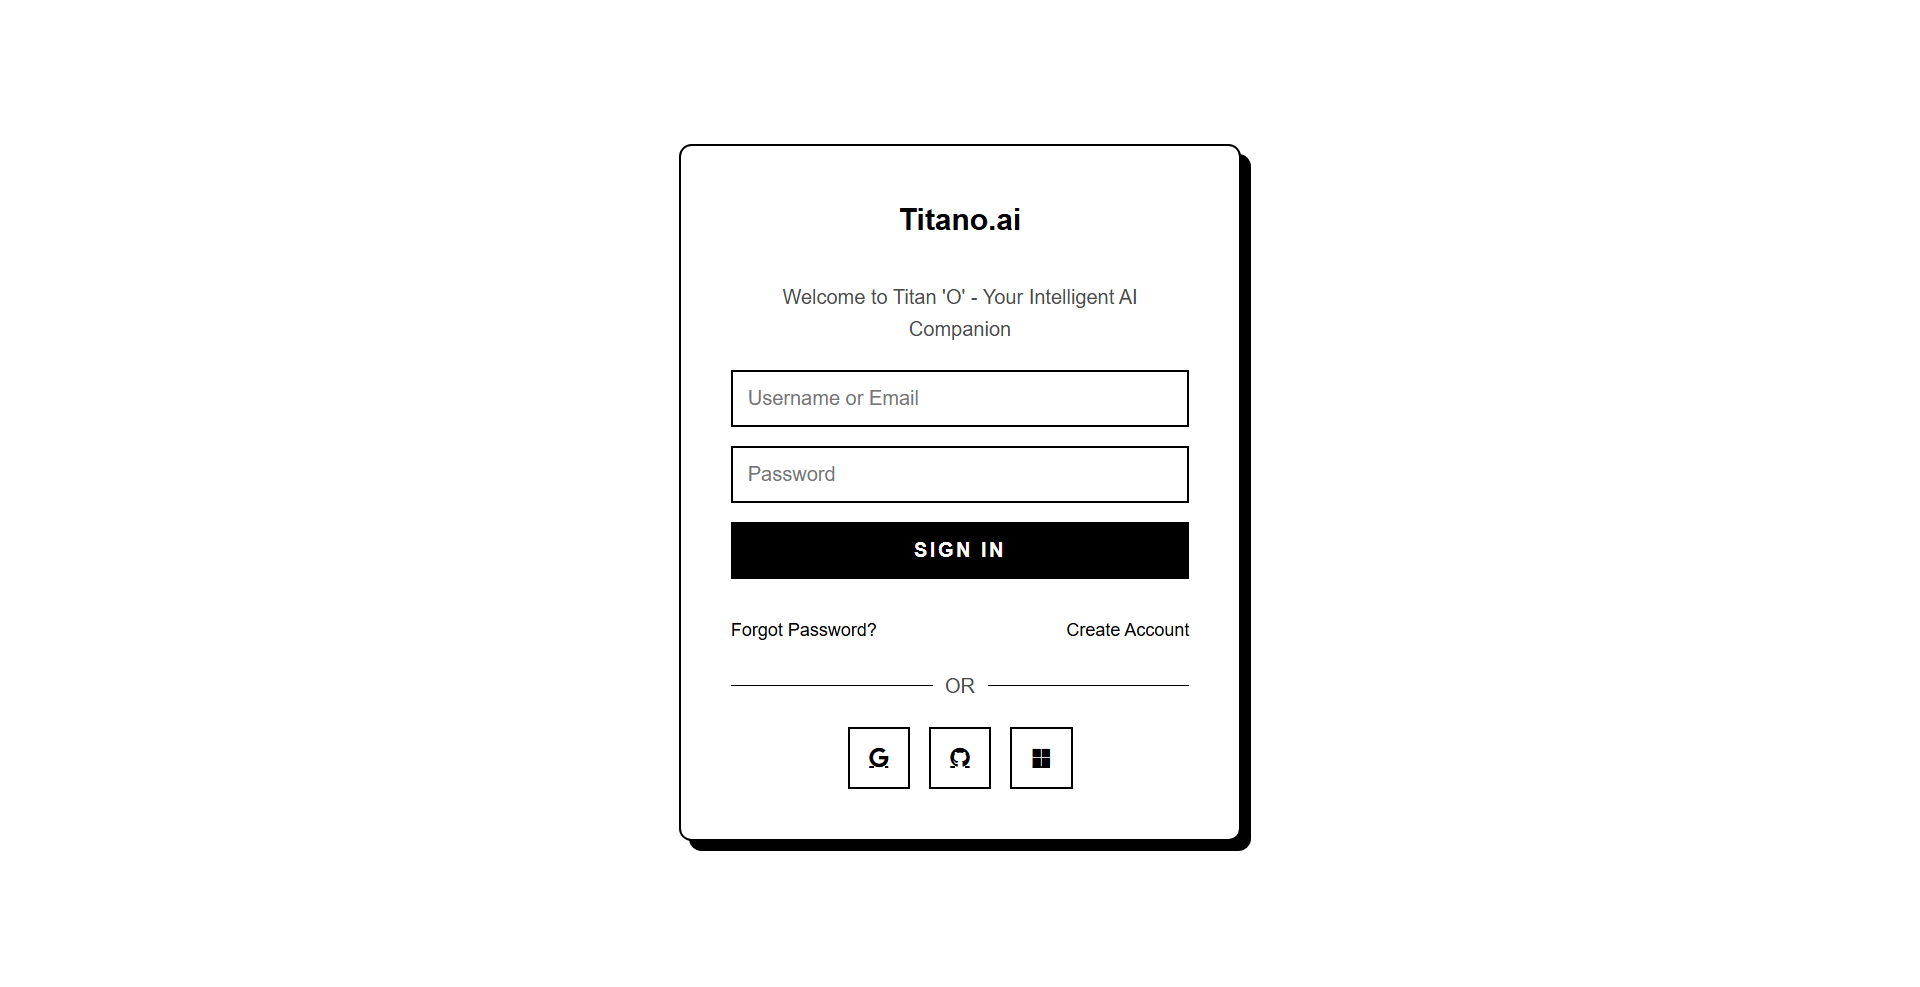 Titano.ai
Welcome to Titan 'O' - Your Intelligent AI
Companion
Username or Email
Password
SIGN IN
Forgot Password?
Create Account
OR